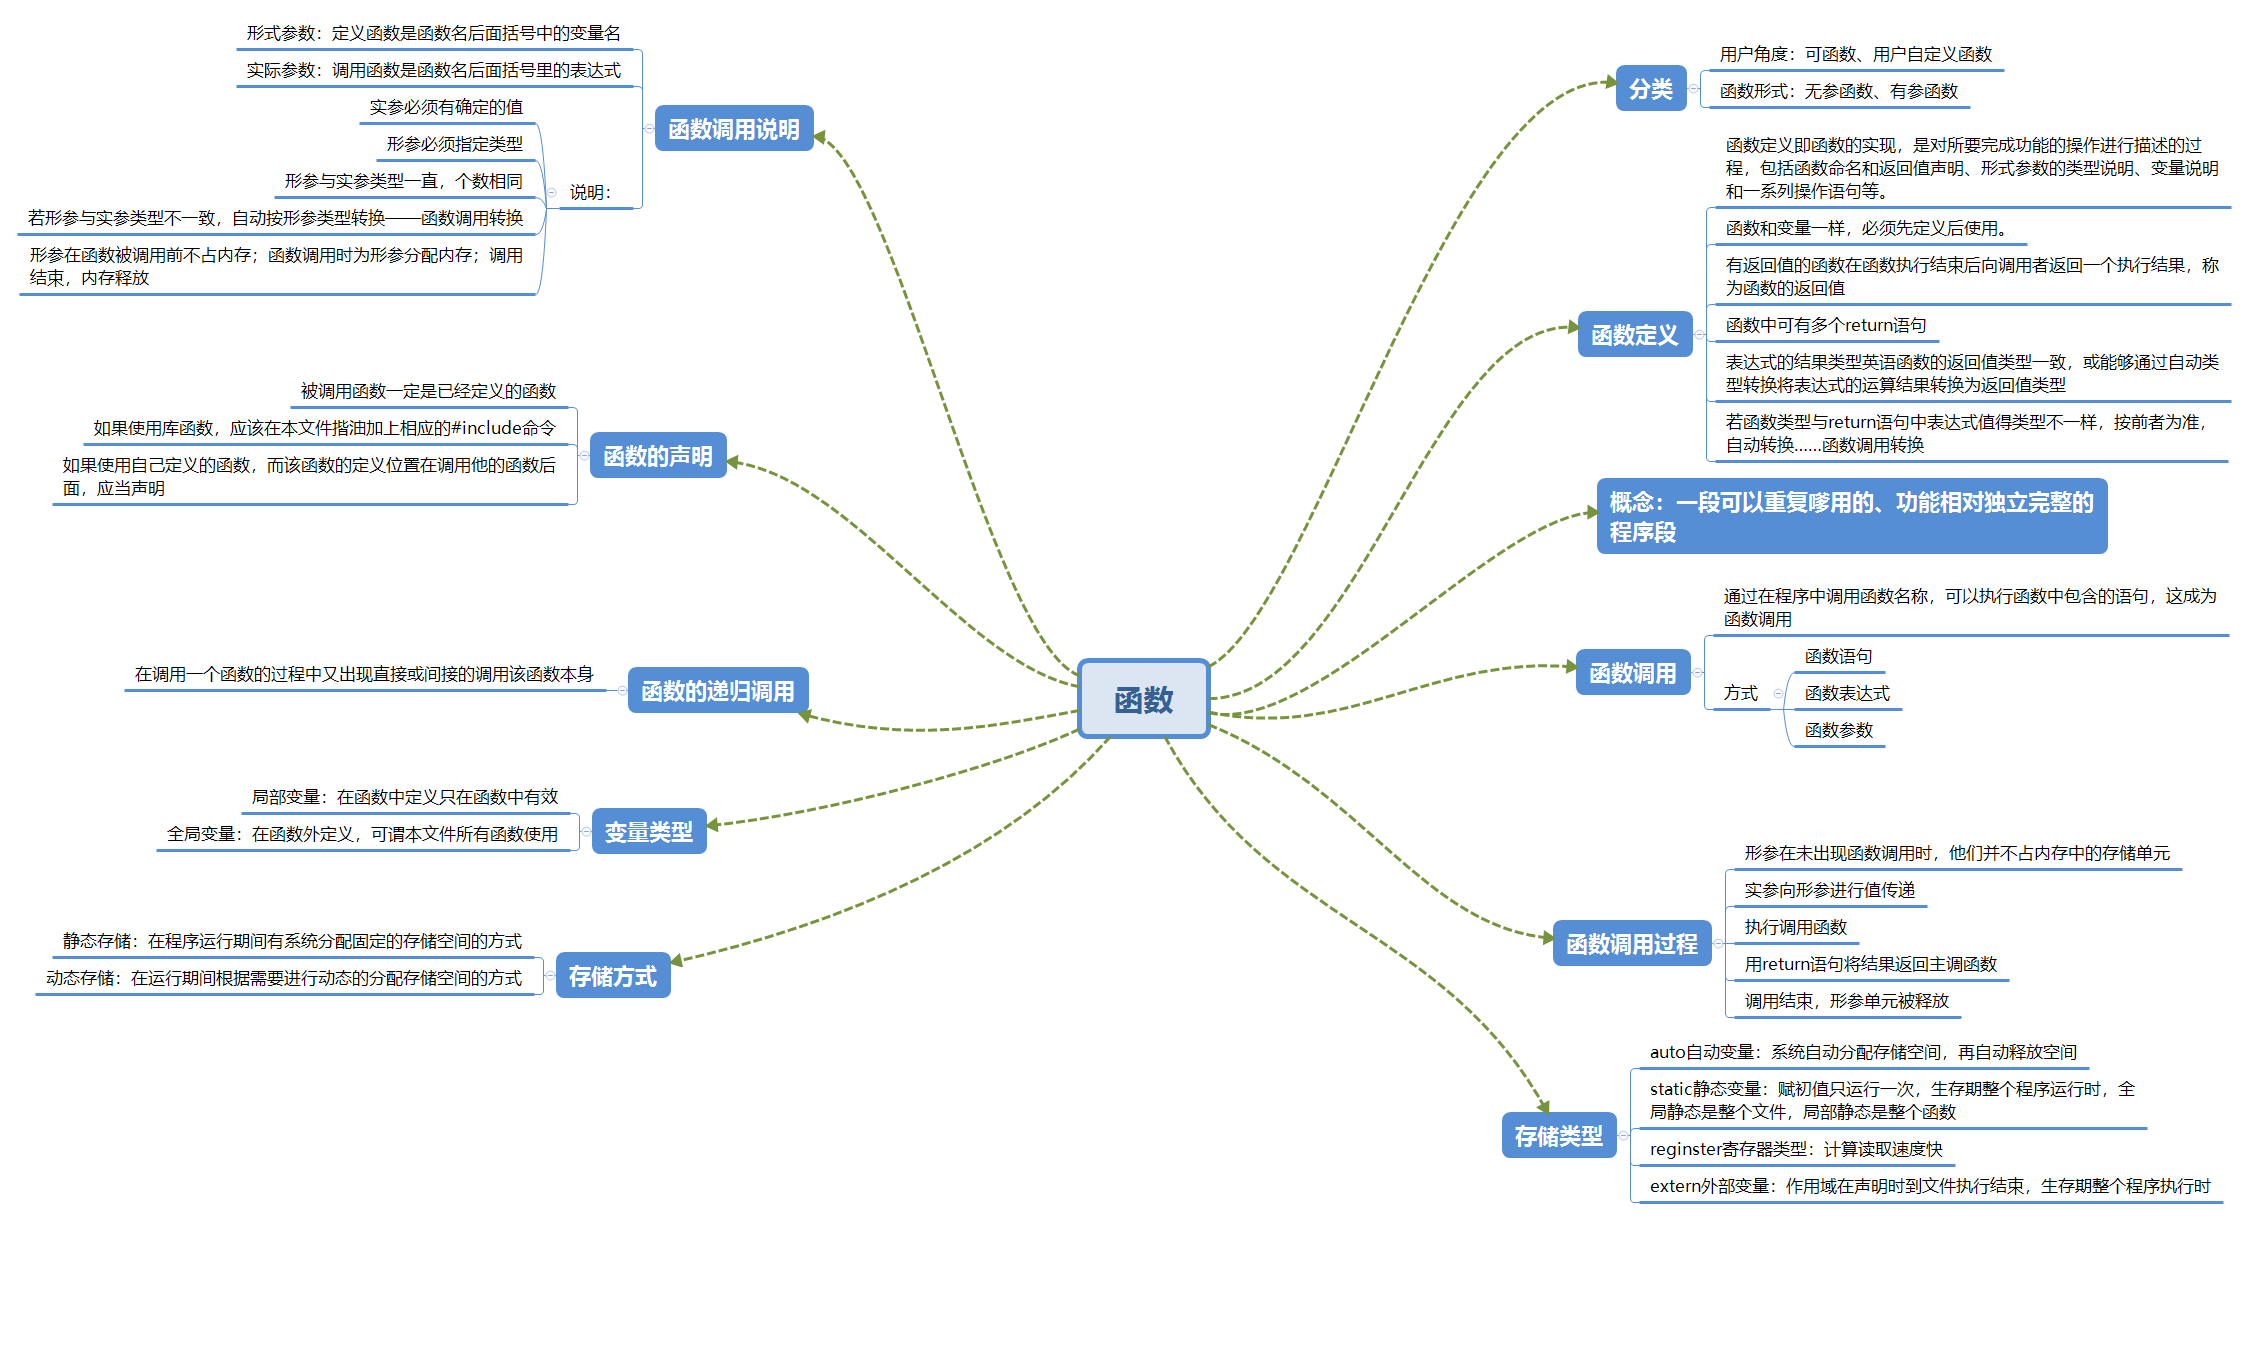 函数
分类
用户角度：可函数、用户自定义函数
函数形式：无参函数、有参函数
函数定义
函数定义即函数的实现，是对所要完成功能的操作进行描述的过
程，包括函数命名和返回值声明、形式参数的类型说明、变量说明
和一系列操作语句等。
函数和变量一样，必须先定义后使用。
有返回值的函数在函数执行结束后向调用者返回一个执行结果，称
为函数的返回值
函数中可有多个return语句
表达式的结果类型英语函数的返回值类型一致，或能够通过自动类
型转换将表达式的运算结果转换为返回值类型
若函数类型与return语句中表达式值得类型不一样，按前者为准，
自动转换......函数调用转换
概念：一段可以重复嗲用的、功能相对独立完整的
程序段
函数调用
通过在程序中调用函数名称，可以执行函数中包含的语句，这成为
函数调用
方式
函数语句
函数表达式
函数参数
函数调用过程
形参在未出现函数调用时，他们并不占内存中的存储单元
实参向形参进行值传递
执行调用函数
用return语句将结果返回主调函数
调用结束，形参单元被释放
存储类型
auto自动变量：系统自动分配存储空间，再自动释放空间
static静态变量：赋初值只运行一次，生存期整个程序运行时，全
局静态是整个文件，局部静态是整个函数
reginster寄存器类型：计算读取速度快
extern外部变量：作用域在声明时到文件执行结束，生存期整个程序执行时
函数调用说明
形式参数：定义函数是函数名后面括号中的变量名
实际参数：调用函数是函数名后面括号里的表达式
说明：
实参必须有确定的值
形参必须指定类型
形参与实参类型一直，个数相同
若形参与实参类型不一致，自动按形参类型转换——函数调用转换
形参在函数被调用前不占内存；函数调用时为形参分配内存；调用
结束，内存释放
函数的声明
被调用函数一定是已经定义的函数
如果使用库函数，应该在本文件揩油加上相应的#include命令
如果使用自己定义的函数，而该函数的定义位置在调用他的函数后
面，应当声明
函数的递归调用
在调用一个函数的过程中又出现直接或间接的调用该函数本身
变量类型
局部变量：在函数中定义只在函数中有效
全局变量：在函数外定义，可谓本文件所有函数使用
存储方式
静态存储：在程序运行期间有系统分配固定的存储空间的方式
动态存储：在运行期间根据需要进行动态的分配存储空间的方式